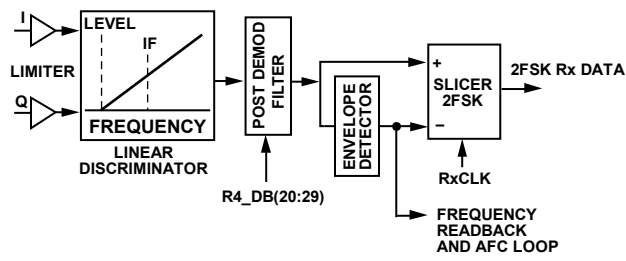 I
Q
LIMITER
LEVEL
IF
FREQUENCY
LINEAR
DISCRIMINATOR
POST DEMOD
FILTER
R4_DB(20:29)
ENVELOPE
DETECTOR
+
SLICER
2FSK
–
RxCLK
2FSK Rx DATA
FREQUENCY
READBACK
AND AFC LOOP